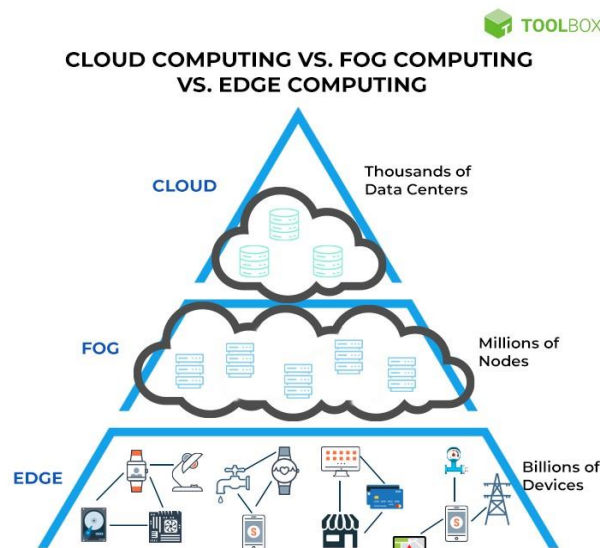 TOOLBOX
CLOUD COMPUTING VS. FOG COMPUTING
VS. EDGE COMPUTING
CLOUD
Thousands of
Data Centers
FOG
Millions of
Nodes
EDGE
Billions of
Devices
S
S